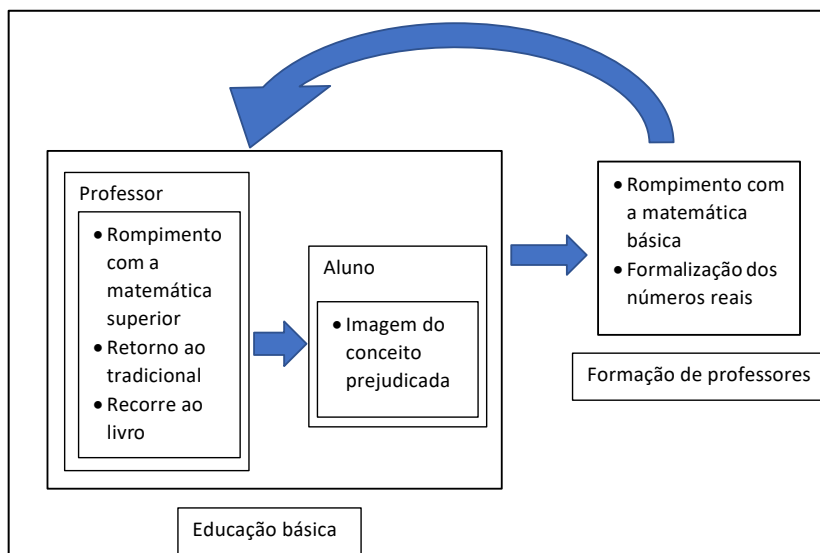 Professor
• Rompimento
com a
matemática
superior
• Retorno ao
tradicional
• Recorre ao
livro
Aluno
• Imagem do
conceito
prejudicada
Educação básica
• Rompimento com
a matemática
básica
• Formalização dos
números reais
Formação de professores